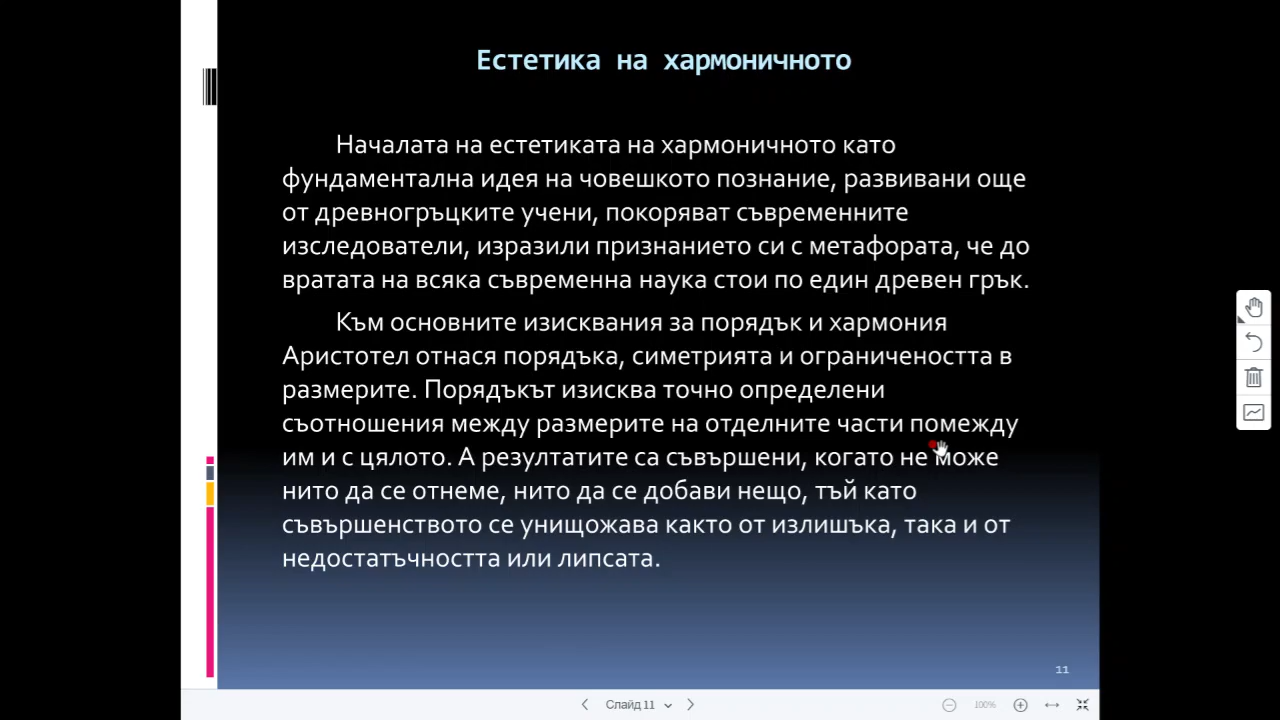 Естетика на хармоничното
Началата на естетиката на хармоничното като
фундаментална идея на човешкото познание, развивани още
от древногръцките учени, покоряват съвременните
изследователи, изразили признанието си с метафората, че до
вратата на всяка съвременна наука стои по един древен грък.
Към основните изисквания за порядък и хармония
Аристотел отнася порядъка, симетрията и ограничеността в
размерите. Порядъкът изисква точно определени
съотношения между размерите на отделните части помежду
им и с цялото. А резултатите са съвършени, когато не може
нито да се отнеме, нито да се добави нещо, тъй като
съвършенството се унищожава както от излишъка, така и от
недостатъчността или липсата.
11
Слайд 11
100%